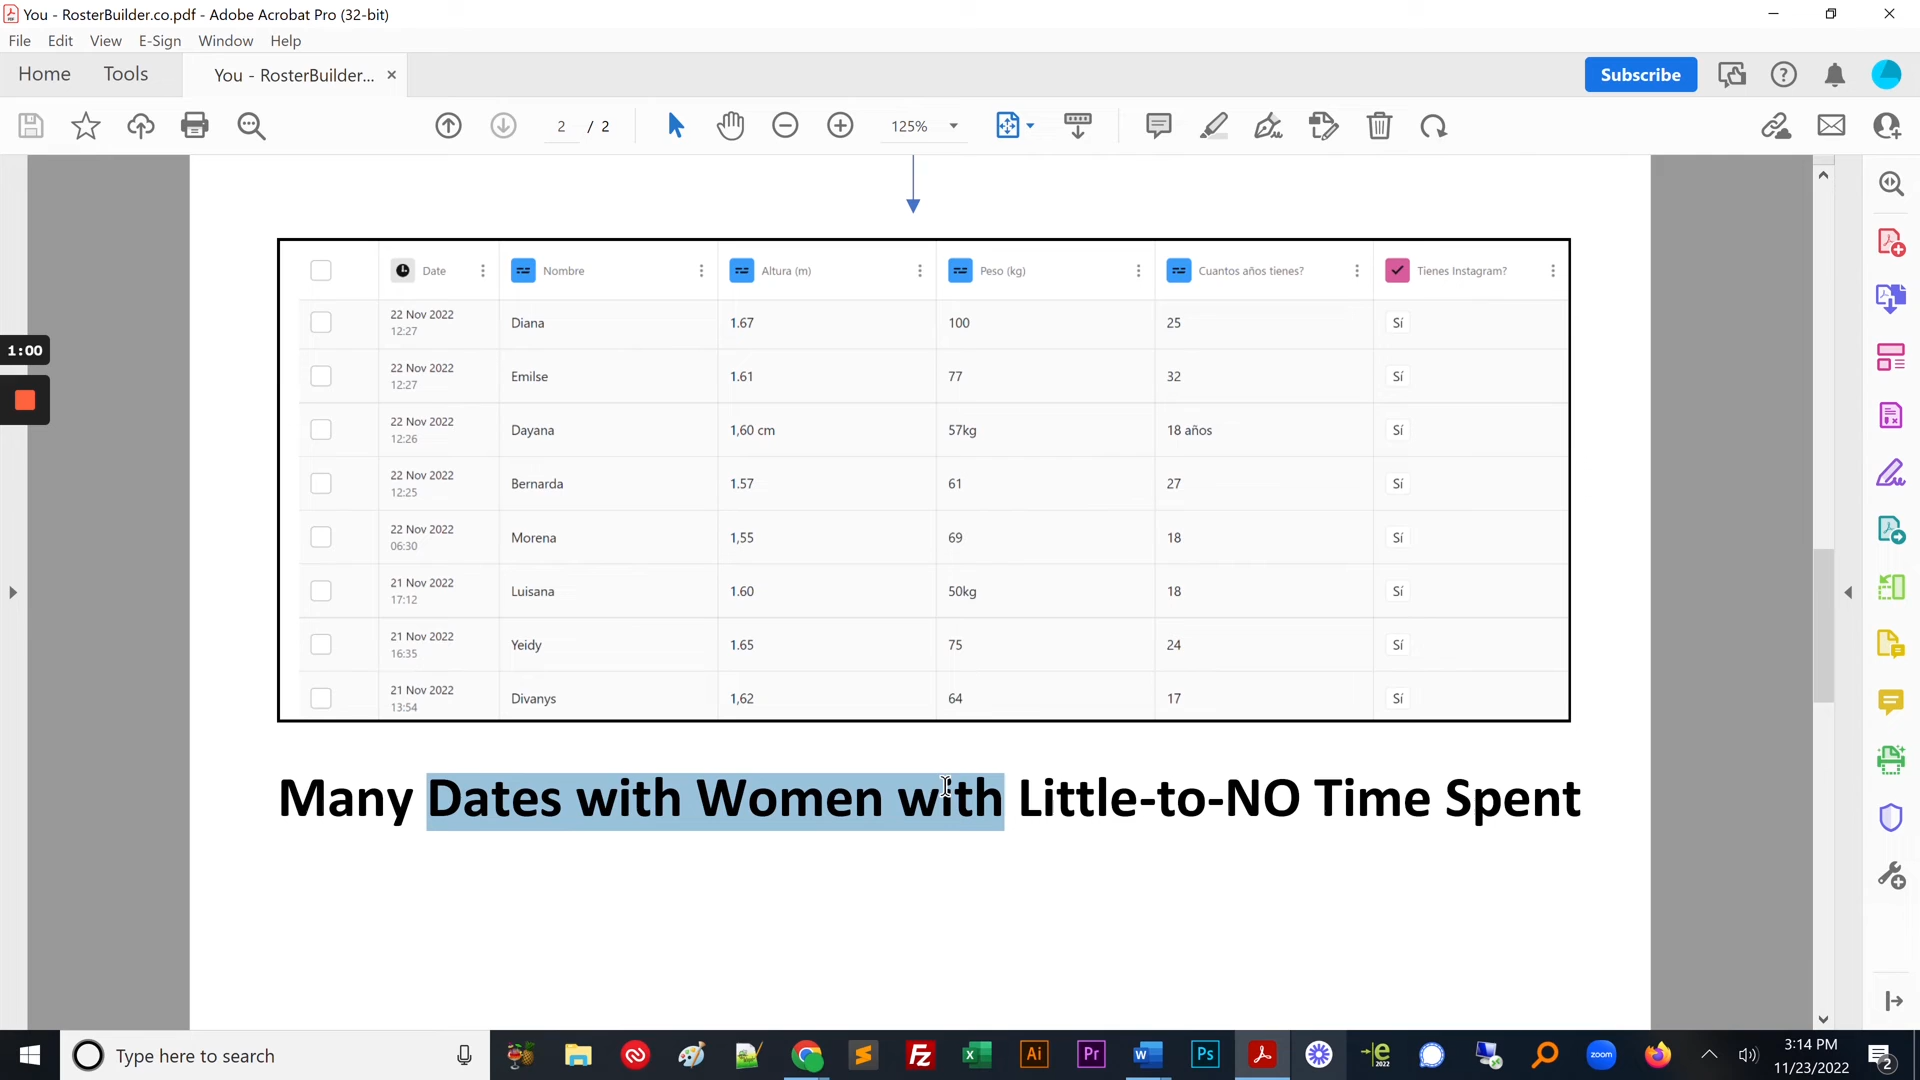 You - RosterBuilder.co.pdf - Adobe Acrobat Pro (32-bit)
File Edit View E-Sign Window Help
Home Tools You - RosterBuilder... × Subscribe
2 / 2 125%
Date Nombre Altura (m) Peso (kg) Cuantos años tienes? Tienes Instagram?
22 Nov 2022
12:27
Diana 1.67 100 25 Sí
22 Nov 2022
12:27
Emilse 1.61 77 32 Sí
22 Nov 2022
12:26
Dayana 1,60 cm 57kg 18 años Sí
22 Nov 2022
12:25
Bernarda 1.57 61 27 Sí
22 Nov 2022
06:30
Morena 1,55 69 18 Sí
21 Nov 2022
17:12
Luisana 1.60 50kg 18 Sí
21 Nov 2022
16:35
Yeidy 1.65 75 24 Sí
21 Nov 2022
13:54
Divanys 1,62 64 17 Sí
1:00
Many Dates with Women with Little-to-NO Time Spent
Type here to search
Fz Ai Pr W Ps e 2022 zoom
3:14 PM
11/23/2022
2